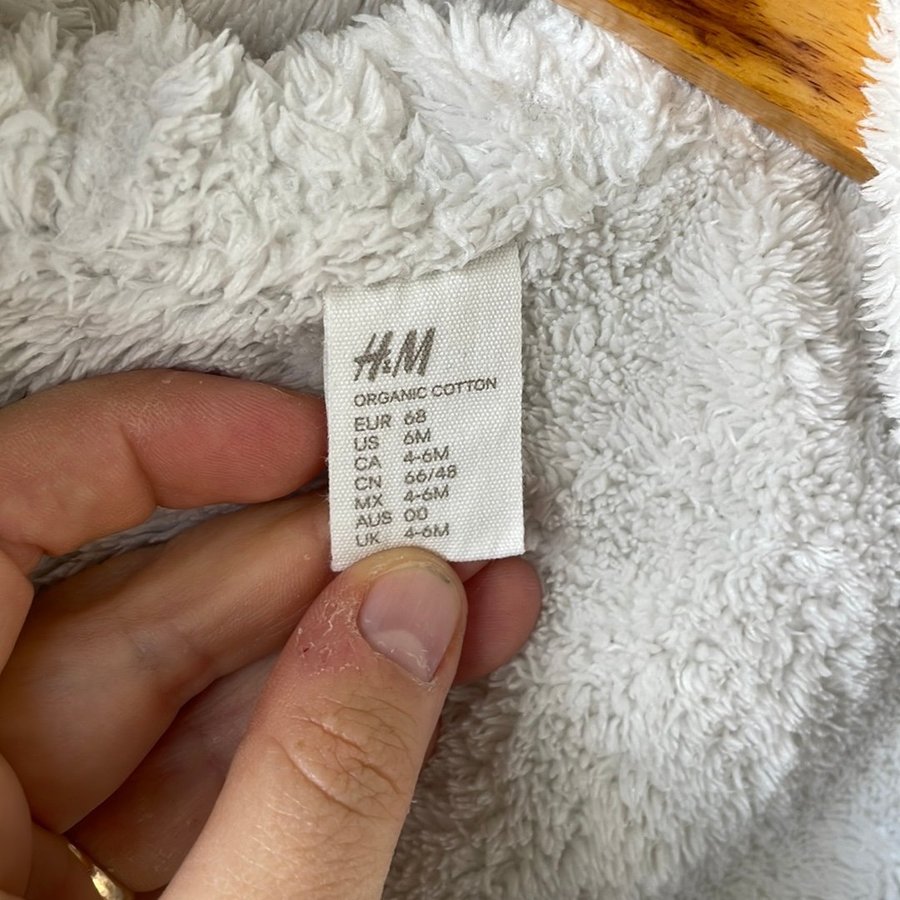 H&M
ORGANIC COTTON
EUR 68
US 6M
CA 4-6M
CN 66/48
MX 4-6M
AUS 00
UK 4-6M